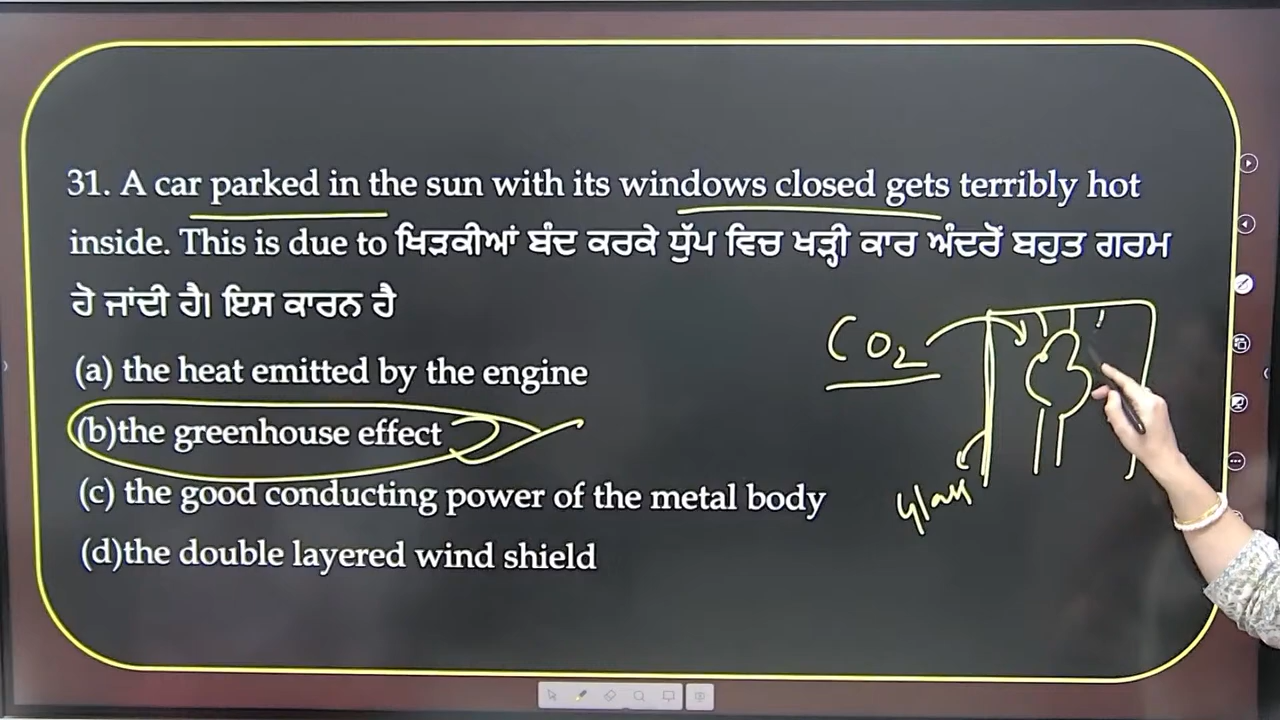 31. A car parked in the sun with its windows closed gets terribly hot
inside. This is due to ਖਿੜਕੀਆਂ ਬੰਦ ਕਰਕੇ ਧੁੱਪ ਵਿਚ ਖੜ੍ਹੀ ਕਾਰ ਅੰਦਰੋਂ ਬਹੁਤ ਗਰਮ
ਹੋ ਜਾਂਦੀ ਹੈ। ਇਸ ਕਾਰਨ ਹੈ
CO2
(a) the heat emitted by the engine
(b)the greenhouse effect
(c) the good conducting power of the metal body
glass
(d)the double layered wind shield